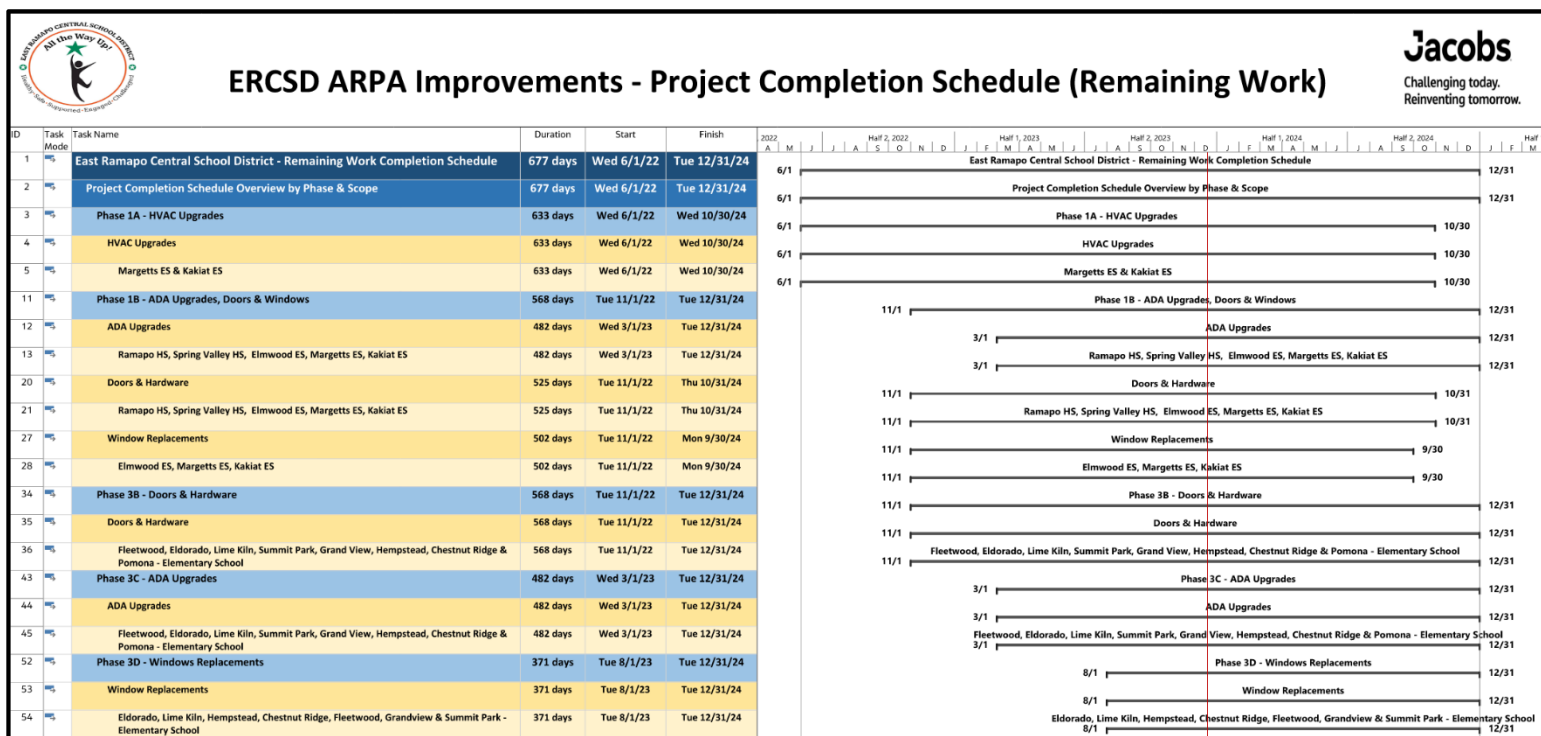 EAST RAMAPO CENTRAL SCHOOL DISTRICT
All the Way Up!
Healthy-Safe-Supported-Engaged-Challenged
ERCSD ARPA Improvements - Project Completion Schedule (Remaining Work)
Jacobs
Challenging today.
Reinventing tomorrow.
ID Task Mode Task Name Duration Start Finish
2022 Half 2, 2022 Half 1, 2023 Half 2, 2023 Half 1, 2024 Half 2, 2024 Half
A M J J A S O N D J F M A M J J A S O N D J F M A M J J A S O N D J F M
1 East Ramapo Central School District - Remaining Work Completion Schedule 677 days Wed 6/1/22 Tue 12/31/24 East Ramapo Central School District - Remaining Work Completion Schedule
6/1 12/31
2 Project Completion Schedule Overview by Phase & Scope 677 days Wed 6/1/22 Tue 12/31/24 Project Completion Schedule Overview by Phase & Scope
6/1 12/31
3 Phase 1A - HVAC Upgrades 633 days Wed 6/1/22 Wed 10/30/24 Phase 1A - HVAC Upgrades
6/1 10/30
4 HVAC Upgrades 633 days Wed 6/1/22 Wed 10/30/24 HVAC Upgrades
6/1 10/30
5 Margetts ES & Kakiat ES 633 days Wed 6/1/22 Wed 10/30/24 Margetts ES & Kakiat ES
6/1 10/30
11 Phase 1B - ADA Upgrades, Doors & Windows 568 days Tue 11/1/22 Tue 12/31/24 Phase 1B - ADA Upgrades, Doors & Windows
11/1 12/31
12 ADA Upgrades 482 days Wed 3/1/23 Tue 12/31/24 ADA Upgrades
3/1 12/31
13 Ramapo HS, Spring Valley HS, Elmwood ES, Margetts ES, Kakiat ES 482 days Wed 3/1/23 Tue 12/31/24 Ramapo HS, Spring Valley HS, Elmwood ES, Margetts ES, Kakiat ES
3/1 12/31
20 Doors & Hardware 525 days Tue 11/1/22 Thu 10/31/24 Doors & Hardware
11/1 10/31
21 Ramapo HS, Spring Valley HS, Elmwood ES, Margetts ES, Kakiat ES 525 days Tue 11/1/22 Thu 10/31/24 Ramapo HS, Spring Valley HS, Elmwood ES, Margetts ES, Kakiat ES
11/1 10/31
27 Window Replacements 502 days Tue 11/1/22 Mon 9/30/24 Window Replacements
11/1 9/30
28 Elmwood ES, Margetts ES, Kakiat ES 502 days Tue 11/1/22 Mon 9/30/24 Elmwood ES, Margetts ES, Kakiat ES
11/1 9/30
34 Phase 3B - Doors & Hardware 568 days Tue 11/1/22 Tue 12/31/24 Phase 3B - Doors & Hardware
11/1 12/31
35 Doors & Hardware 568 days Tue 11/1/22 Tue 12/31/24 Doors & Hardware
11/1 12/31
36 Fleetwood, Eldorado, Lime Kiln, Summit Park, Grand View, Hempstead, Chestnut Ridge & Pomona - Elementary School 568 days Tue 11/1/22 Tue 12/31/24 Fleetwood, Eldorado, Lime Kiln, Summit Park, Grand View, Hempstead, Chestnut Ridge & Pomona - Elementary School
11/1 12/31
43 Phase 3C - ADA Upgrades 482 days Wed 3/1/23 Tue 12/31/24 Phase 3C - ADA Upgrades
3/1 12/31
44 ADA Upgrades 482 days Wed 3/1/23 Tue 12/31/24 ADA Upgrades
3/1 12/31
45 Fleetwood, Eldorado, Lime Kiln, Summit Park, Grand View, Hempstead, Chestnut Ridge & Pomona - Elementary School 482 days Wed 3/1/23 Tue 12/31/24 Fleetwood, Eldorado, Lime Kiln, Summit Park, Grand View, Hempstead, Chestnut Ridge & Pomona - Elementary School
3/1 12/31
52 Phase 3D - Windows Replacements 371 days Tue 8/1/23 Tue 12/31/24 Phase 3D - Windows Replacements
8/1 12/31
53 Window Replacements 371 days Tue 8/1/23 Tue 12/31/24 Window Replacements
8/1 12/31
54 Eldorado, Lime Kiln, Hempstead, Chestnut Ridge, Fleetwood, Grandview & Summit Park - Elementary School 371 days Tue 8/1/23 Tue 12/31/24 Eldorado, Lime Kiln, Hempstead, Chestnut Ridge, Fleetwood, Grandview & Summit Park - Elementary School
8/1 12/31